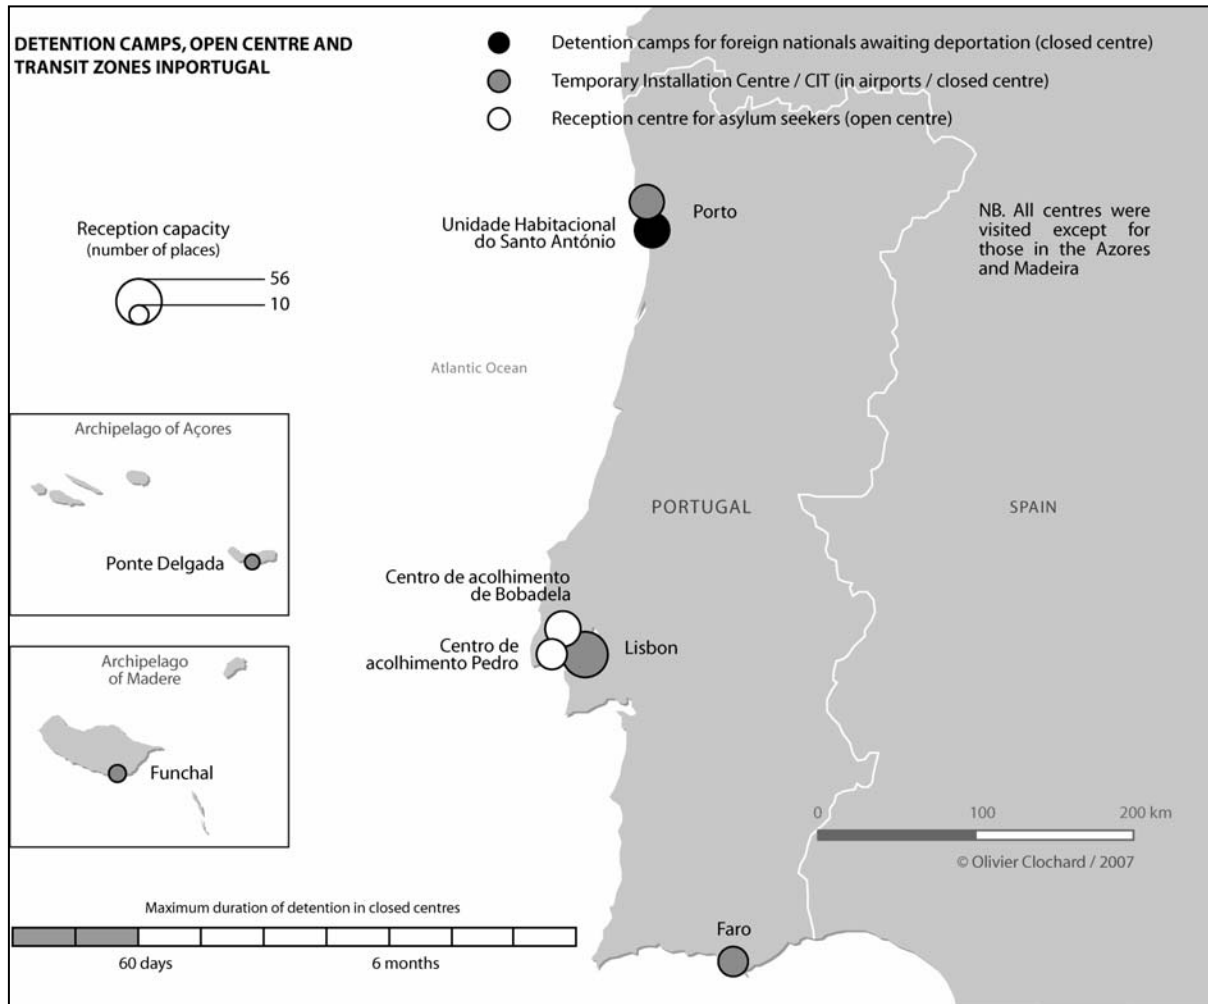 DETENTION CAMPS, OPEN CENTRE AND
TRANSIT ZONES INPORTUGAL
Detention camps for foreign nationals awaiting deportation (closed centre)
Temporary Installation Centre / CIT (in airports / closed centre)
Reception centre for asylum seekers (open centre)
Reception capacity
(number of places)
56
10
Unidade Habitacional
do Santo António
Porto
NB. All centres were
visited except for
those in the Azores
and Madeira
Atlantic Ocean
Archipelago of Açores
Ponte Delgada
PORTUGAL
SPAIN
Centro de acolhimento
de Bobadela
Centro de
acolhimento Pedro
Lisbon
Archipelago
of Madere
Funchal
0 100 200 km
© Olivier Clochard / 2007
Maximum duration of detention in closed centres
60 days 6 months
Faro